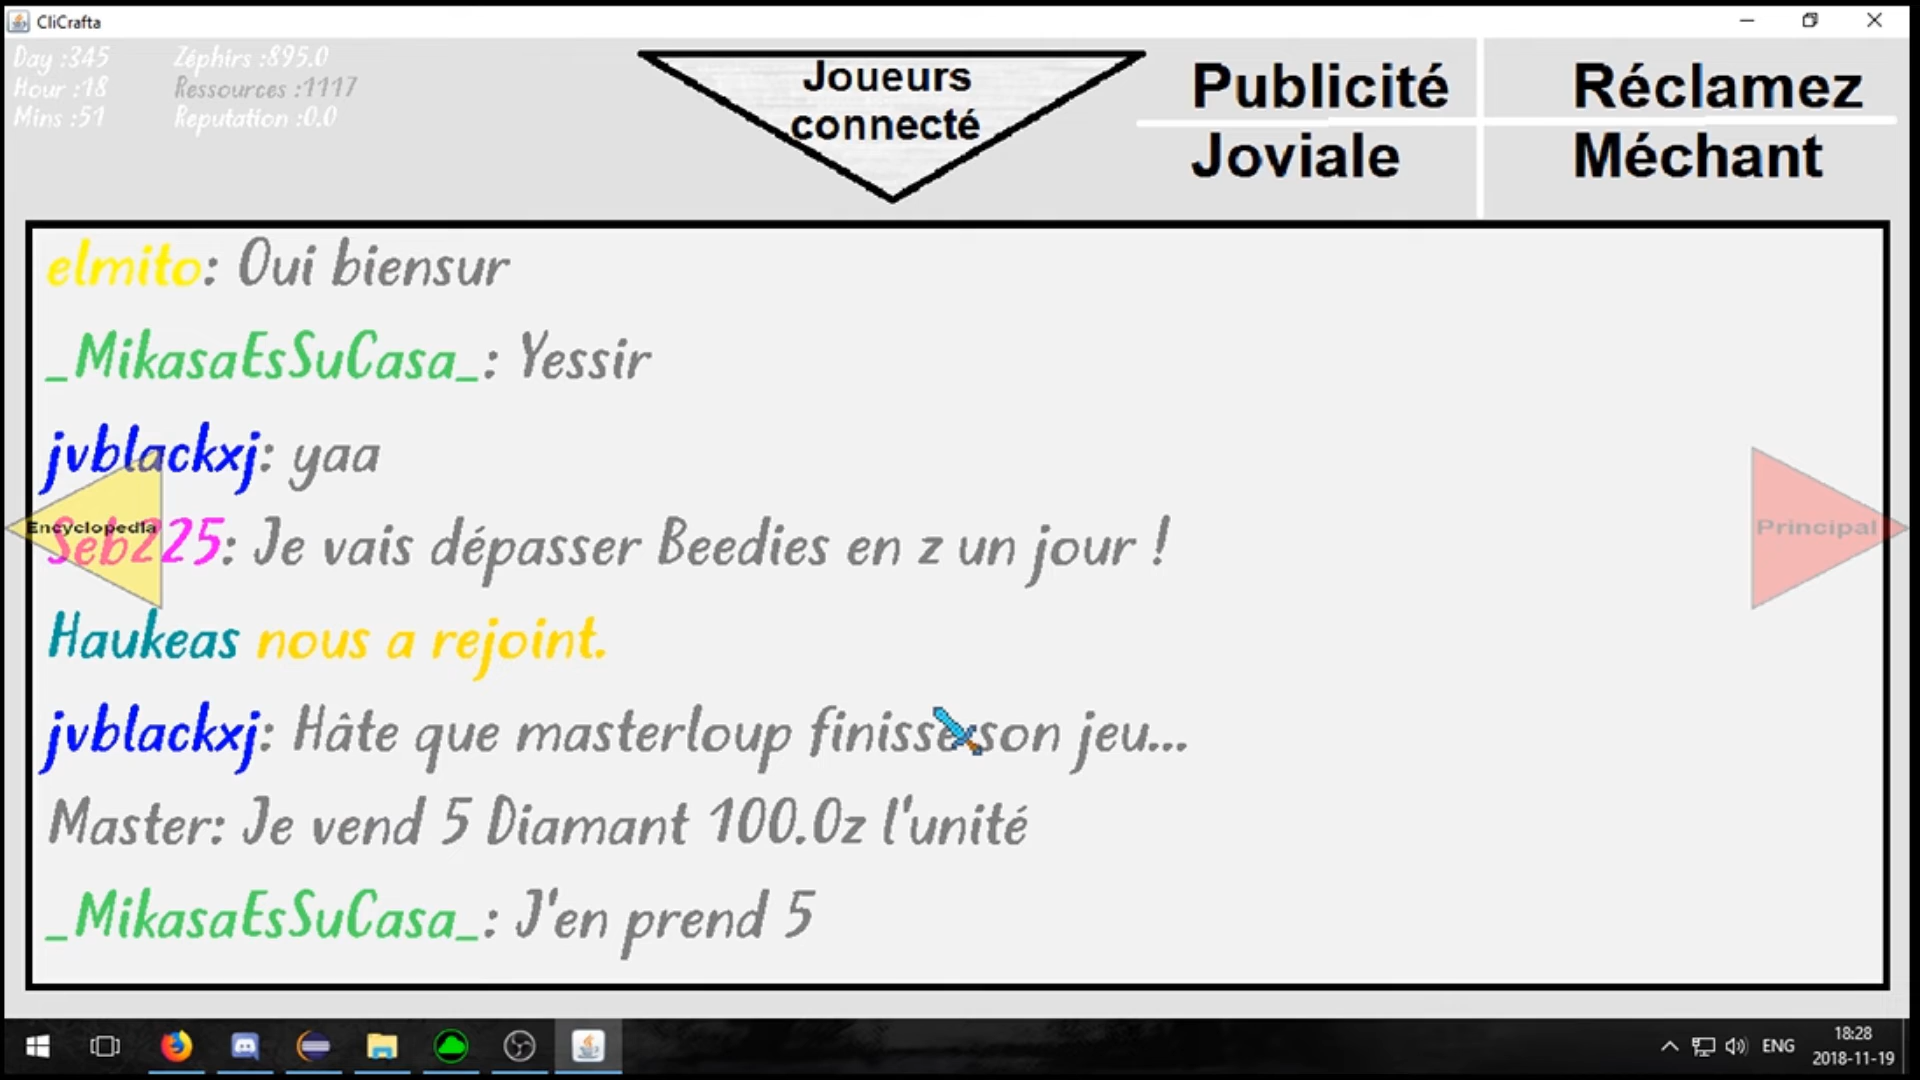 CliCrafta
Day :345 Zéphirs :895.0
Hour :18 Ressources :1117
Mins :51 Reputation :0.0
Joueurs
connecté
Publicité Réclamez
Joviale Méchant
elmito: Oui biensur
_MikasaEsSuCasa_: Yessir
jvblackxj: yaa
Encyclopedia
Principal
Seb225: Je vais dépasser Beedies en z un jour !
Haukeas nous a rejoint.
jvblackxj: Hâte que masterloup finisse son jeu...
Master: Je vend 5 Diamant 100.0z l'unité
_MikasaEsSuCasa_: J'en prend 5
ENG
18:28
2018-11-19